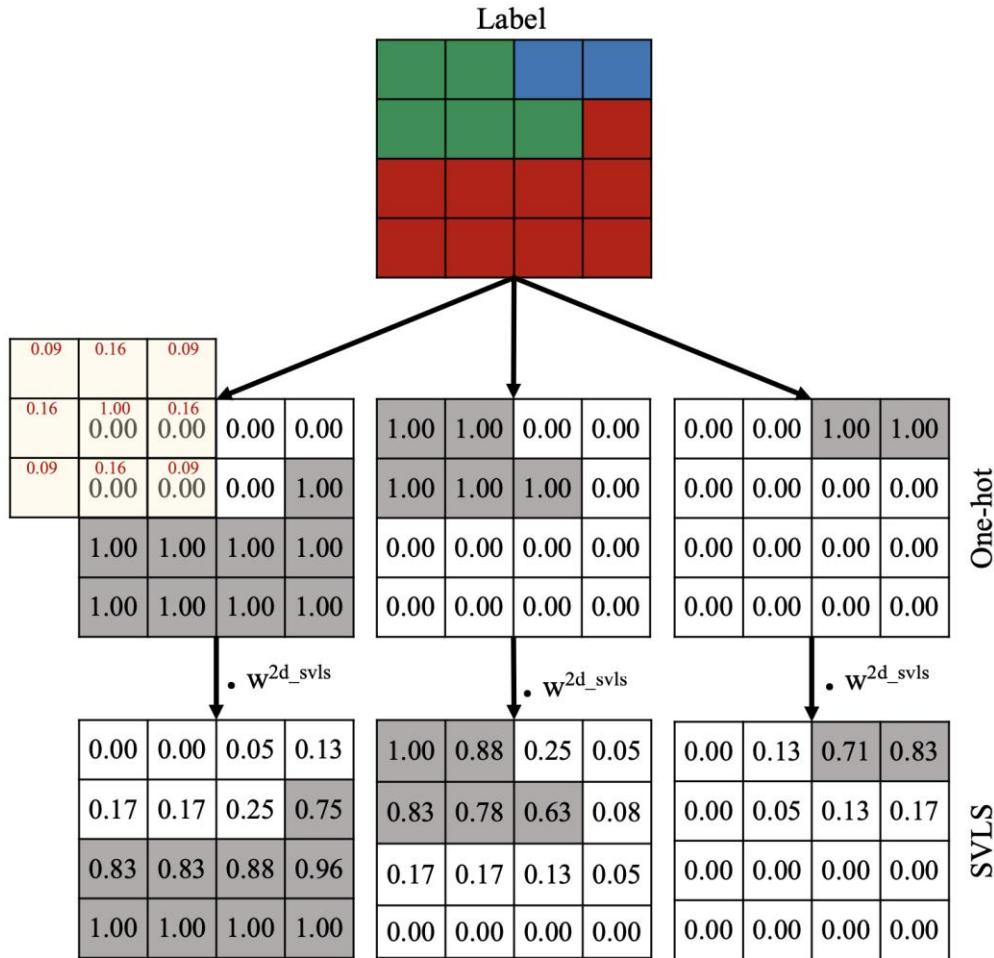 Label
0.09 0.16 0.09
0.16 1.00 0.16
0.00 0.00 0.00 0.00 1.00 1.00 0.00 0.00 0.00 0.00 1.00 1.00
0.09 0.16 0.09
0.00 0.00 0.00 1.00 1.00 1.00 1.00 0.00 0.00 0.00 0.00 0.00
1.00 1.00 1.00 1.00 0.00 0.00 0.00 0.00 0.00 0.00 0.00 0.00
1.00 1.00 1.00 1.00 0.00 0.00 0.00 0.00 0.00 0.00 0.00 0.00
One-hot
· w2d_svls · w2d_svls · w2d_svls
0.00 0.00 0.05 0.13 1.00 0.88 0.25 0.05 0.00 0.13 0.71 0.83
0.17 0.17 0.25 0.75 0.83 0.78 0.63 0.08 0.00 0.05 0.13 0.17
0.83 0.83 0.88 0.96 0.17 0.17 0.13 0.05 0.00 0.00 0.00 0.00
1.00 1.00 1.00 1.00 0.00 0.00 0.00 0.00 0.00 0.00 0.00 0.00
SVLS